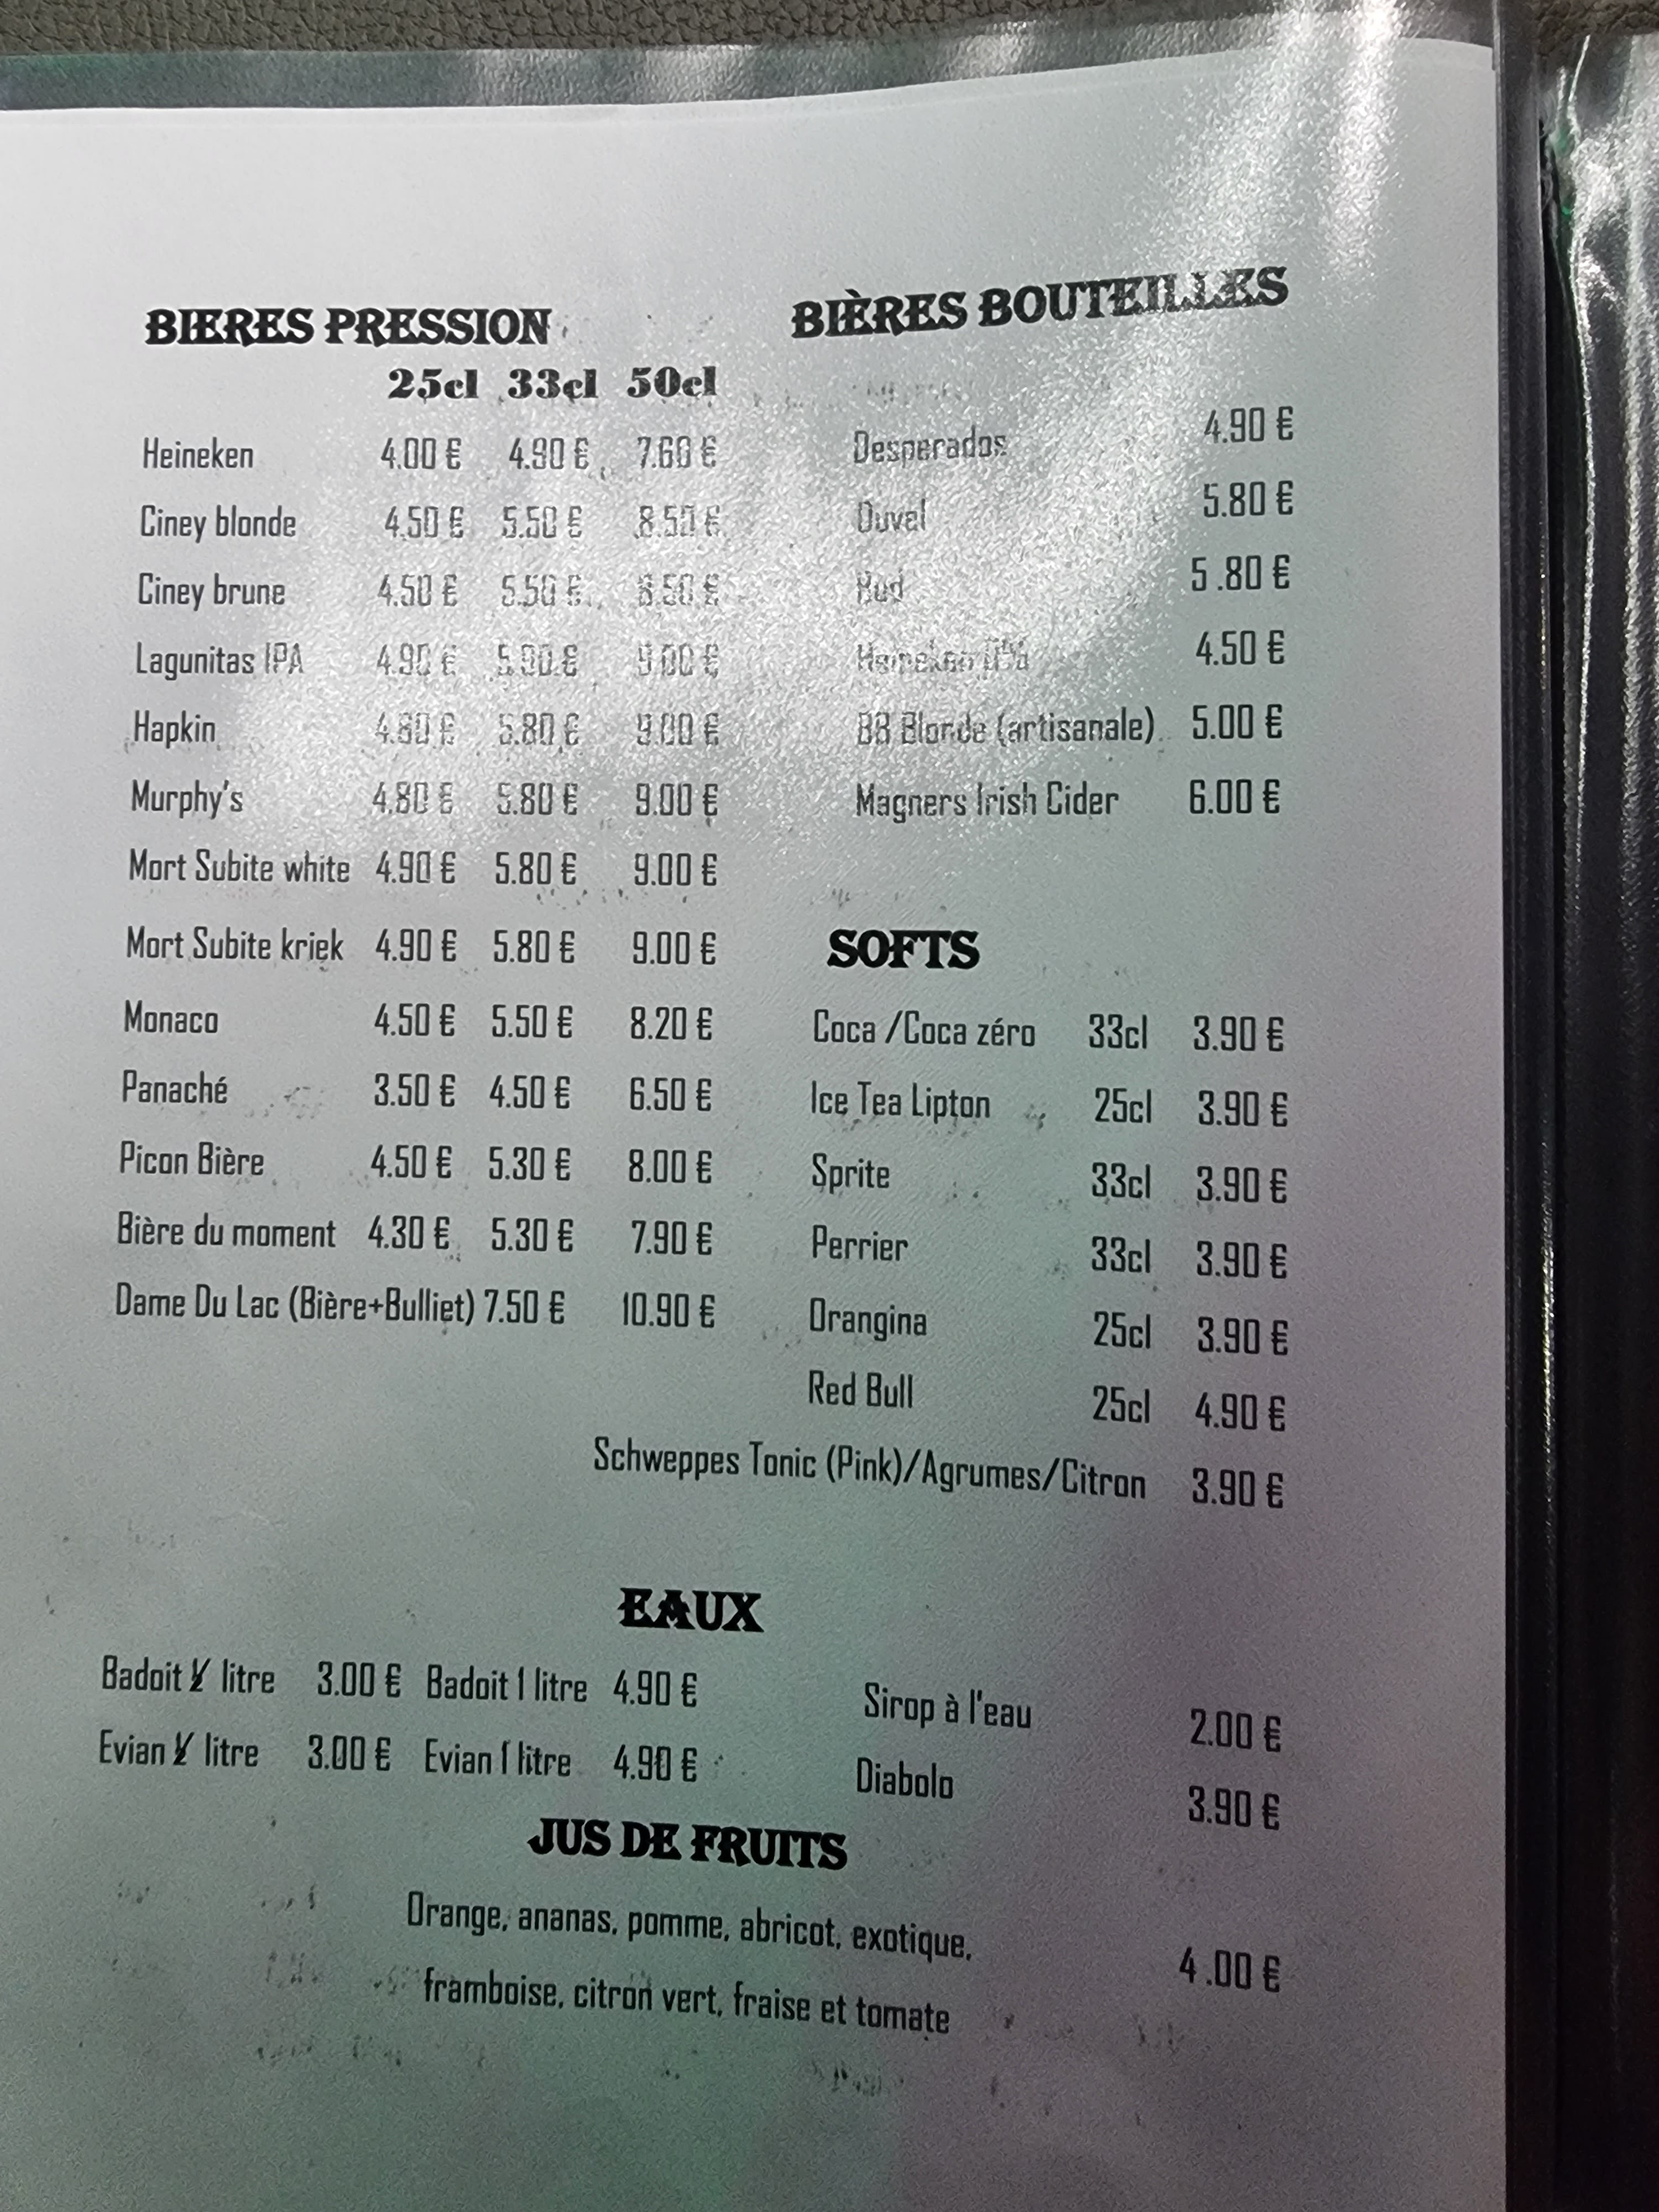 BIERES PRESSION
25cl 33cl 50cl
Heineken 4.00 € 4.90 € 7.60 €
Ciney blonde 4.50 € 5.50 € 8.50 €
Ciney brune 4.50 € 5.50 € 8.50 €
Lagunitas IPA 4.90 € 5.90 € 9.00 €
Hapkin 4.80 € 5.80 € 9.00 €
Murphy's 4.80 € 5.80 € 9.00 €
Mort Subite white 4.90 € 5.80 € 9.00 €
Mort Subite kriek 4.90 € 5.80 € 9.00 €
Monaco 4.50 € 5.50 € 8.20 €
Panaché 3.50 € 4.50 € 6.50 €
Picon Bière 4.50 € 5.30 € 8.00 €
Bière du moment 4.30 € 5.30 € 7.90 €
Dame Du Lac (Bière+Bulliet) 7.50 € 10.90 €
BIÈRES BOUTEILLES
Desperados 4.90 €
Duvel 5.80 €
Bud 5 .80 €
Heineken 4.50 €
BB Blonde (artisanale) 5.00 €
Magners Irish Cider 6.00 €
SOFTS
Coca /Coca zéro 33cl 3.90 €
Ice Tea Lipton 25cl 3.90 €
Sprite 33cl 3.90 €
Perrier 33cl 3.90 €
Orangina 25cl 3.90 €
Red Bull 25cl 4.90 €
Schweppes Tonic (Pink)/Agrumes/Citron 3.90 €
EAUX
Badoit ½ litre 3.00 € Badoit 1 litre 4.90 €
Evian ½ litre 3.00 € Evian 1 litre 4.90 €
Sirop à l'eau 2.00 €
Diabolo 3.90 €
JUS DE FRUITS
Orange, ananas, pomme, abricot, exotique,
framboise, citron vert, fraise et tomate 4 .00 €